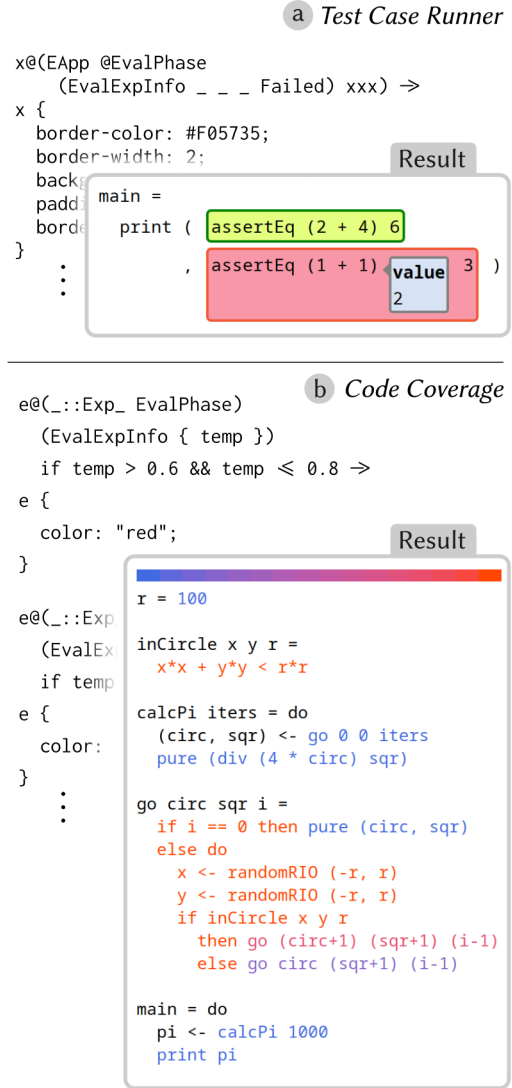 a Test Case Runner
x@(EApp @EvalPhase
(EvalExpInfo _ _ _ Failed) xxx) →
x {
border-color: #F05735;
border-width: 2;
Result
back
padd
bord
}
⋮
main =
print ( assertEq (2 + 4) 6
, assertEq (1 + 1) value 3 )
2
b Code Coverage
e@(_::Exp_ EvalPhase)
(EvalExpInfo { temp })
if temp > 0.6 && temp ⩽ 0.8 →
e {
color: "red";
}
Result
e@(_::Exp
(EvalEx
if temp
e {
color:
}
⋮
r = 100
inCircle x y r =
x*x + y*y < r*r
calcPi iters = do
(circ, sqr) <- go 0 0 iters
pure (div (4 * circ) sqr)
go circ sqr i =
if i == 0 then pure (circ, sqr)
else do
x <- randomRIO (-r, r)
y <- randomRIO (-r, r)
if inCircle x y r
then go (circ+1) (sqr+1) (i-1)
else go circ (sqr+1) (i-1)
main = do
pi <- calcPi 1000
print pi